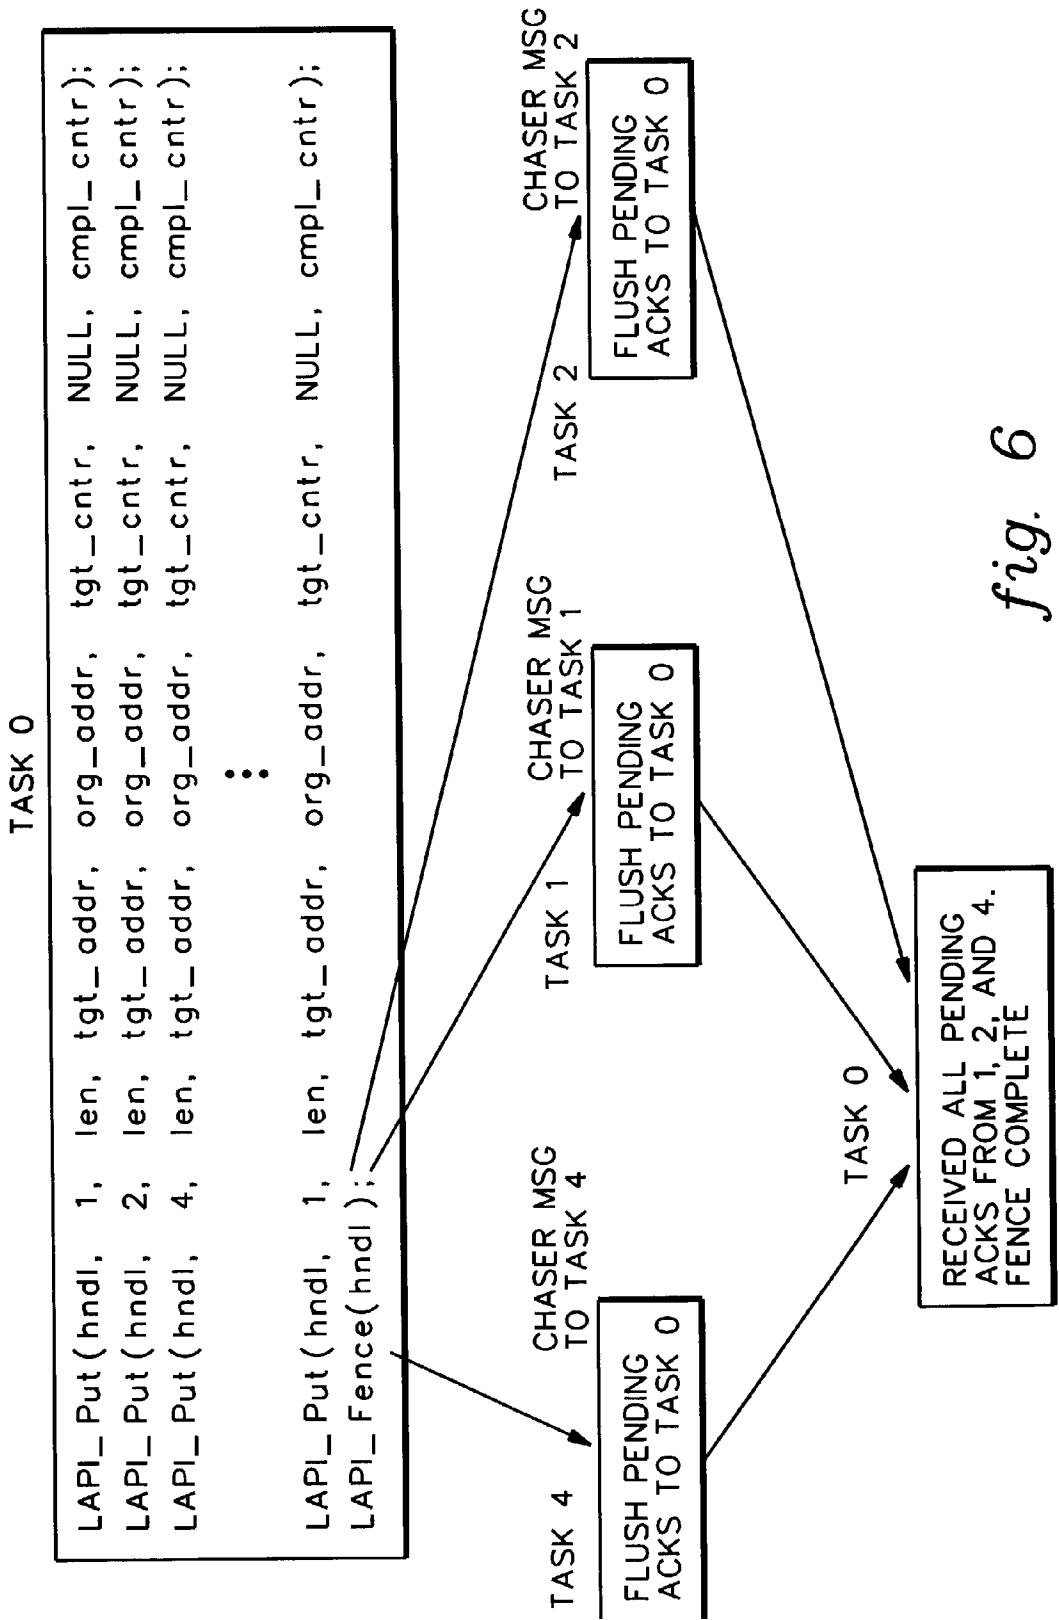 TASK 0
LAPI_Put(hndl, 1, len, tgt_addr, org_addr, tgt_cntr, NULL, cmpl_cntr);
LAPI_Put(hndl, 2, len, tgt_addr, org_addr, tgt_cntr, NULL, cmpl_cntr);
LAPI_Put(hndl, 4, len, tgt_addr, org_addr, tgt_cntr, NULL, cmpl_cntr);
•••
LAPI_Put(hndl, 1, len, tgt_addr, org_addr, tgt_cntr, NULL, cmpl_cntr);
LAPI_Fence(hndl);
CHASER MSG
TO TASK 4
TASK 4
FLUSH PENDING
ACKS TO TASK 0
CHASER MSG
TO TASK 1
TASK 1
FLUSH PENDING
ACKS TO TASK 0
CHASER MSG
TO TASK 2
TASK 2
FLUSH PENDING
ACKS TO TASK 0
TASK 0
RECEIVED ALL PENDING
ACKS FROM 1, 2, AND 4.
FENCE COMPLETE
fig. 6